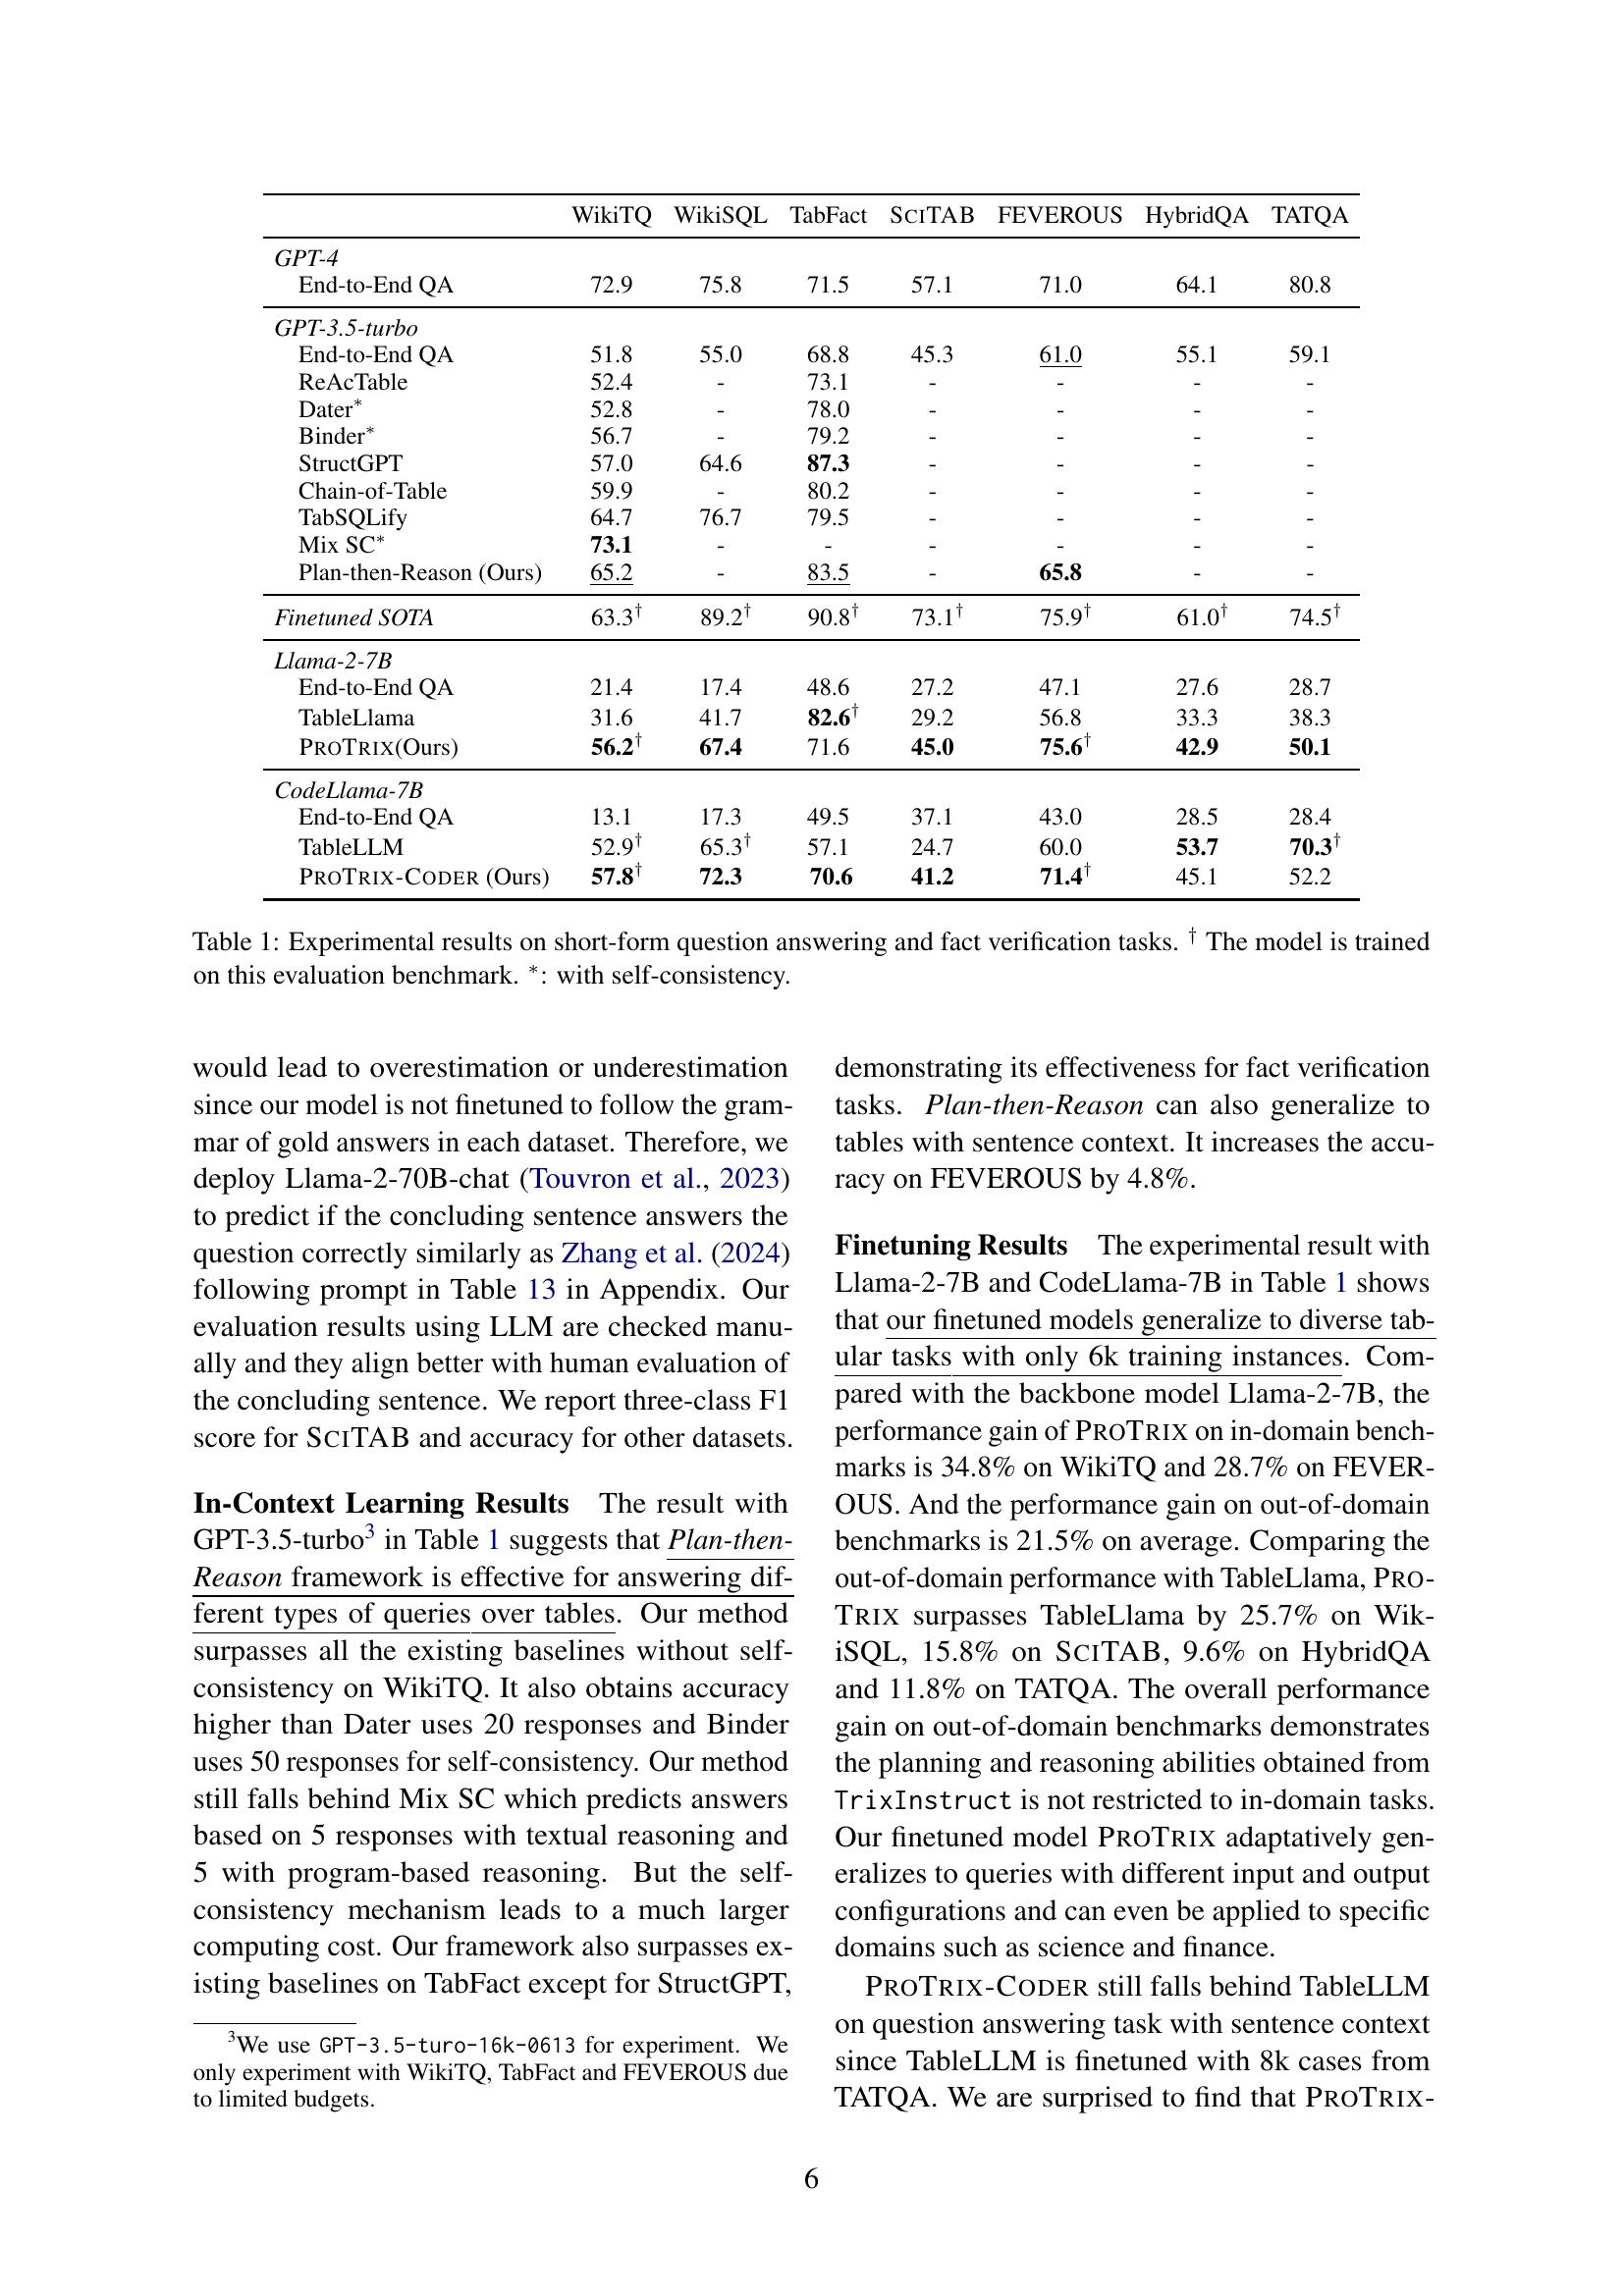 WikiTQ WikiSQL TabFact SCITAB FEVEROUS HybridQA TATQA
GPT-4
End-to-End QA 72.9 75.8 71.5 57.1 71.0 64.1 80.8
GPT-3.5-turbo
End-to-End QA 51.8 55.0 68.8 45.3 61.0 55.1 59.1
ReAcTable 52.4 - 73.1 - - - -
Dater* 52.8 - 78.0 - - - -
Binder* 56.7 - 79.2 - - - -
StructGPT 57.0 64.6 87.3 - - - -
Chain-of-Table 59.9 - 80.2 - - - -
TabSQLify 64.7 76.7 79.5 - - - -
Mix SC* 73.1 - - - - - -
Plan-then-Reason (Ours) 65.2 - 83.5 - 65.8 - -
Finetuned SOTA 63.3† 89.2† 90.8† 73.1† 75.9† 61.0† 74.5†
Llama-2-7B
End-to-End QA 21.4 17.4 48.6 27.2 47.1 27.6 28.7
TableLlama 31.6 41.7 82.6† 29.2 56.8 33.3 38.3
PROTRIX(Ours) 56.2† 67.4 71.6 45.0 75.6† 42.9 50.1
CodeLlama-7B
End-to-End QA 13.1 17.3 49.5 37.1 43.0 28.5 28.4
TableLLM 52.9† 65.3† 57.1 24.7 60.0 53.7 70.3†
PROTRIX-CODER (Ours) 57.8† 72.3 70.6 41.2 71.4† 45.1 52.2
Table 1: Experimental results on short-form question answering and fact verification tasks. † The model is trained
on this evaluation benchmark. *: with self-consistency.
would lead to overestimation or underestimation
since our model is not finetuned to follow the gram-
mar of gold answers in each dataset. Therefore, we
deploy Llama-2-70B-chat (Touvron et al., 2023)
to predict if the concluding sentence answers the
question correctly similarly as Zhang et al. (2024)
following prompt in Table 13 in Appendix. Our
evaluation results using LLM are checked manu-
ally and they align better with human evaluation of
the concluding sentence. We report three-class F1
score for SCITAB and accuracy for other datasets.
In-Context Learning Results The result with
GPT-3.5-turbo3 in Table 1 suggests that Plan-then-
Reason framework is effective for answering dif-
ferent types of queries over tables. Our method
surpasses all the existing baselines without self-
consistency on WikiTQ. It also obtains accuracy
higher than Dater uses 20 responses and Binder
uses 50 responses for self-consistency. Our method
still falls behind Mix SC which predicts answers
based on 5 responses with textual reasoning and
5 with program-based reasoning. But the self-
consistency mechanism leads to a much larger
computing cost. Our framework also surpasses ex-
isting baselines on TabFact except for StructGPT,
3We use GPT-3.5-turo-16k-0613 for experiment. We
only experiment with WikiTQ, TabFact and FEVEROUS due
to limited budgets.
demonstrating its effectiveness for fact verification
tasks. Plan-then-Reason can also generalize to
tables with sentence context. It increases the accu-
racy on FEVEROUS by 4.8%.
Finetuning Results The experimental result with
Llama-2-7B and CodeLlama-7B in Table 1 shows
that our finetuned models generalize to diverse tab-
ular tasks with only 6k training instances. Com-
pared with the backbone model Llama-2-7B, the
performance gain of PROTRIX on in-domain bench-
marks is 34.8% on WikiTQ and 28.7% on FEVER-
OUS. And the performance gain on out-of-domain
benchmarks is 21.5% on average. Comparing the
out-of-domain performance with TableLlama, PRO-
TRIX surpasses TableLlama by 25.7% on Wik-
iSQL, 15.8% on SCITAB, 9.6% on HybridQA
and 11.8% on TATQA. The overall performance
gain on out-of-domain benchmarks demonstrates
the planning and reasoning abilities obtained from
TrixInstruct is not restricted to in-domain tasks.
Our finetuned model PROTRIX adaptatively gen-
eralizes to queries with different input and output
configurations and can even be applied to specific
domains such as science and finance.
PROTRIX-CODER still falls behind TableLLM
on question answering task with sentence context
since TableLLM is finetuned with 8k cases from
TATQA. We are surprised to find that PROTRIX-
6